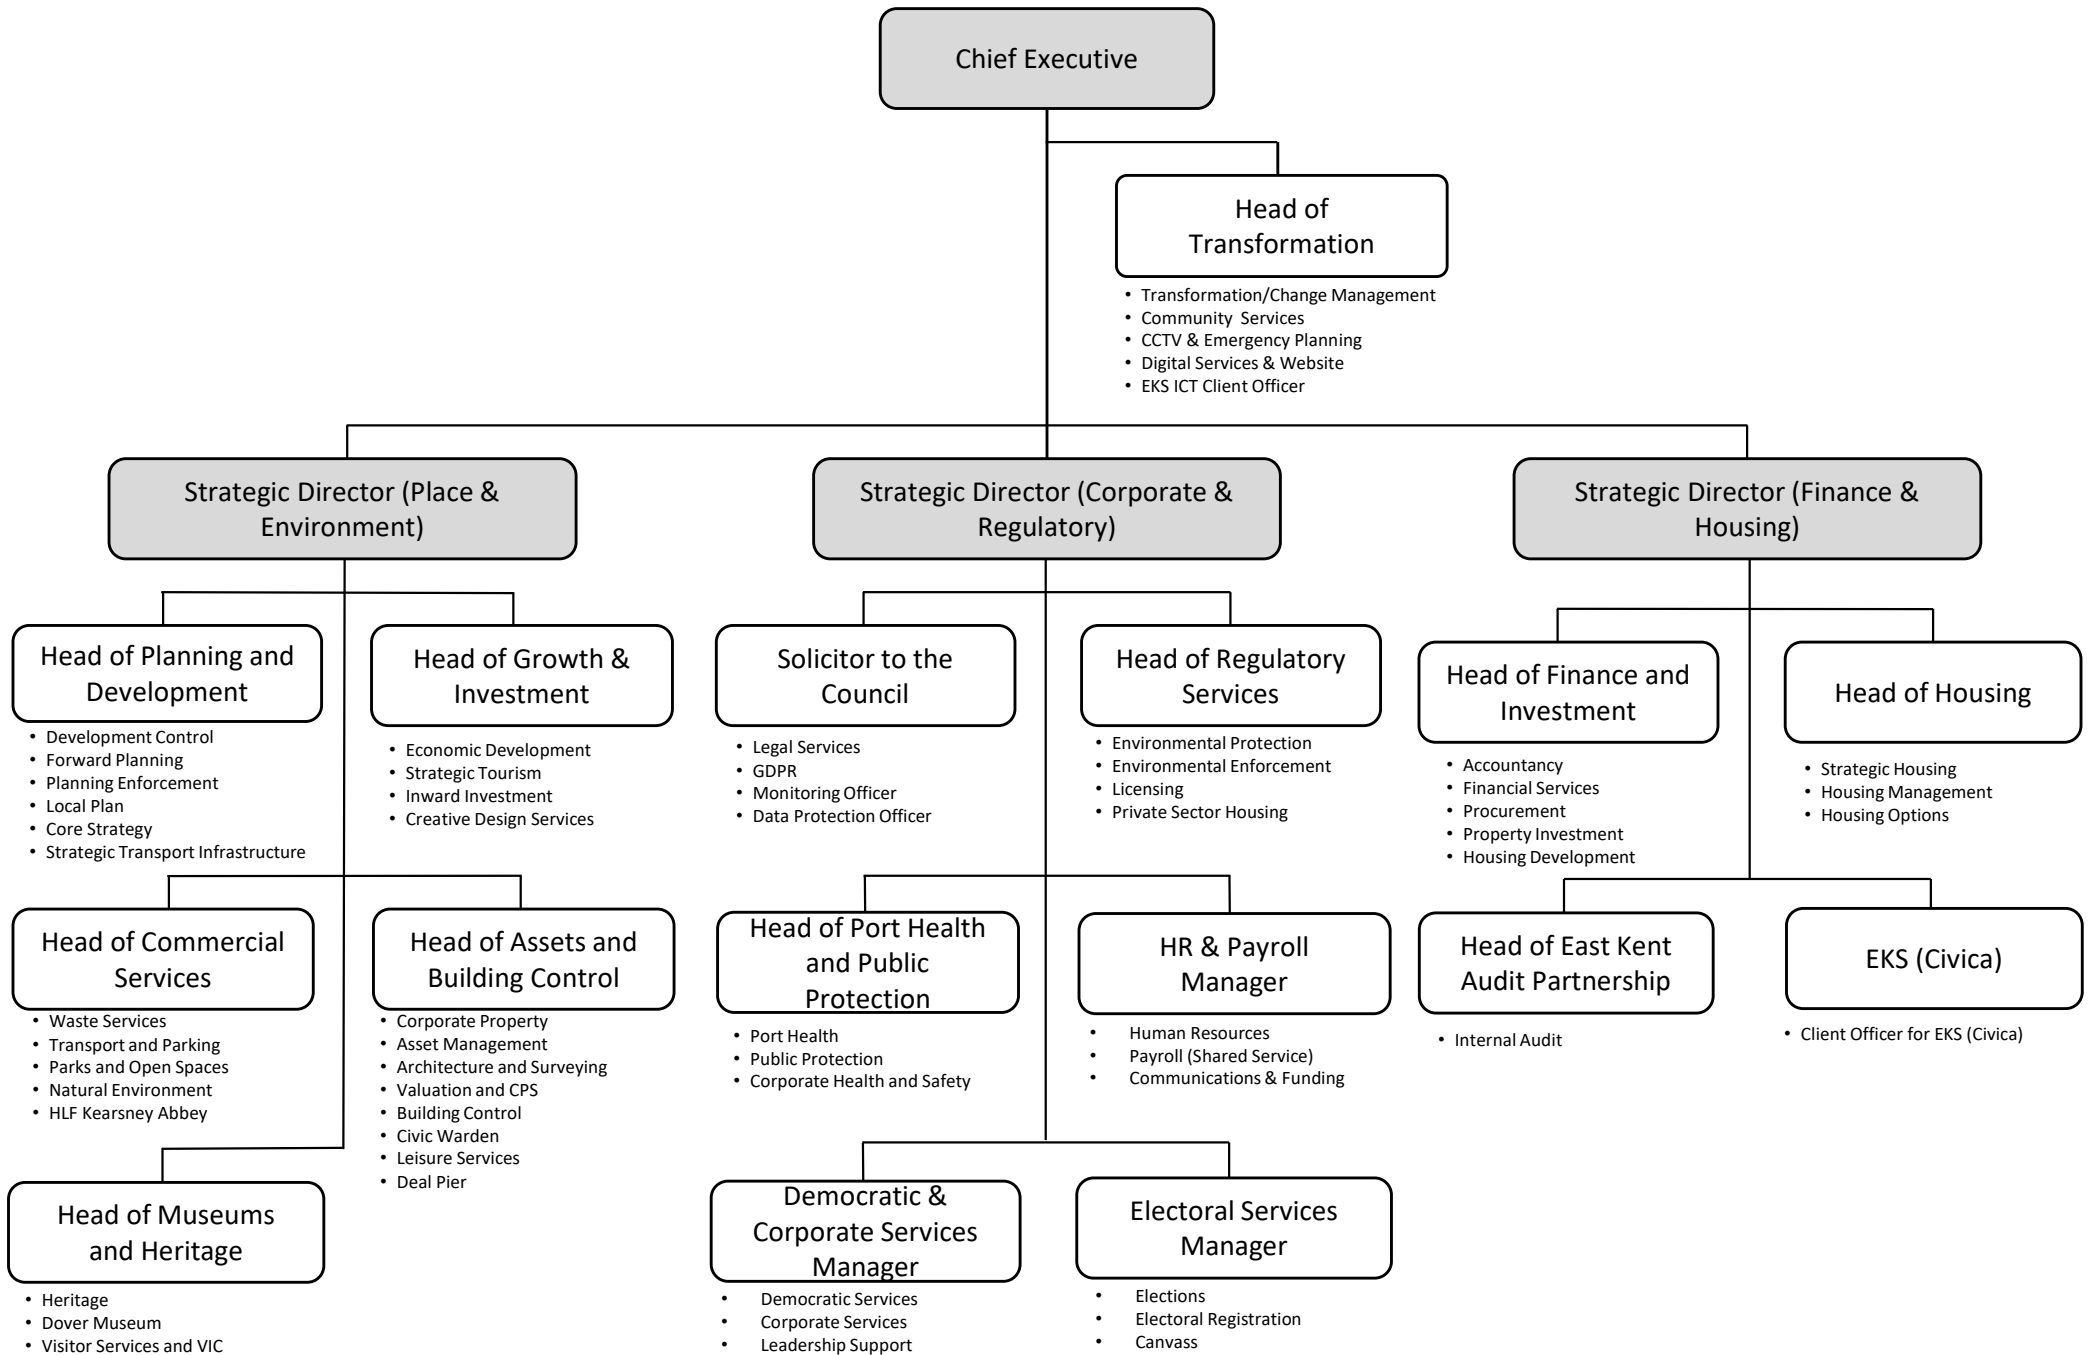 Chief Executive
Head of
Transformation
• Transformation/Change Management
• Community Services
• CCTV & Emergency Planning
• Digital Services & Website
• EKS ICT Client Officer
Strategic Director (Place &
Environment)
Strategic Director (Corporate &
Regulatory)
Strategic Director (Finance &
Housing)
Head of Planning and
Development
• Development Control
• Forward Planning
• Planning Enforcement
• Local Plan
• Core Strategy
• Strategic Transport Infrastructure
Head of Growth &
Investment
• Economic Development
• Strategic Tourism
• Inward Investment
• Creative Design Services
Solicitor to the
Council
• Legal Services
• GDPR
• Monitoring Officer
• Data Protection Officer
Head of Regulatory
Services
• Environmental Protection
• Environmental Enforcement
• Licensing
• Private Sector Housing
Head of Finance and
Investment
• Accountancy
• Financial Services
• Procurement
• Property Investment
• Housing Development
Head of Housing
• Strategic Housing
• Housing Management
• Housing Options
Head of Commercial
Services
• Waste Services
• Transport and Parking
• Parks and Open Spaces
• Natural Environment
• HLF Kearsney Abbey
Head of Assets and
Building Control
• Corporate Property
• Asset Management
• Architecture and Surveying
• Valuation and CPS
• Building Control
• Civic Warden
• Leisure Services
• Deal Pier
Head of Port Health
and Public
Protection
• Port Health
• Public Protection
• Corporate Health and Safety
HR & Payroll
Manager
• Human Resources
• Payroll (Shared Service)
• Communications & Funding
Head of East Kent
Audit Partnership
• Internal Audit
EKS (Civica)
• Client Officer for EKS (Civica)
Head of Museums
and Heritage
• Heritage
• Dover Museum
• Visitor Services and VIC
Democratic &
Corporate Services
Manager
• Democratic Services
• Corporate Services
• Leadership Support
Electoral Services
Manager
• Elections
• Electoral Registration
• Canvass